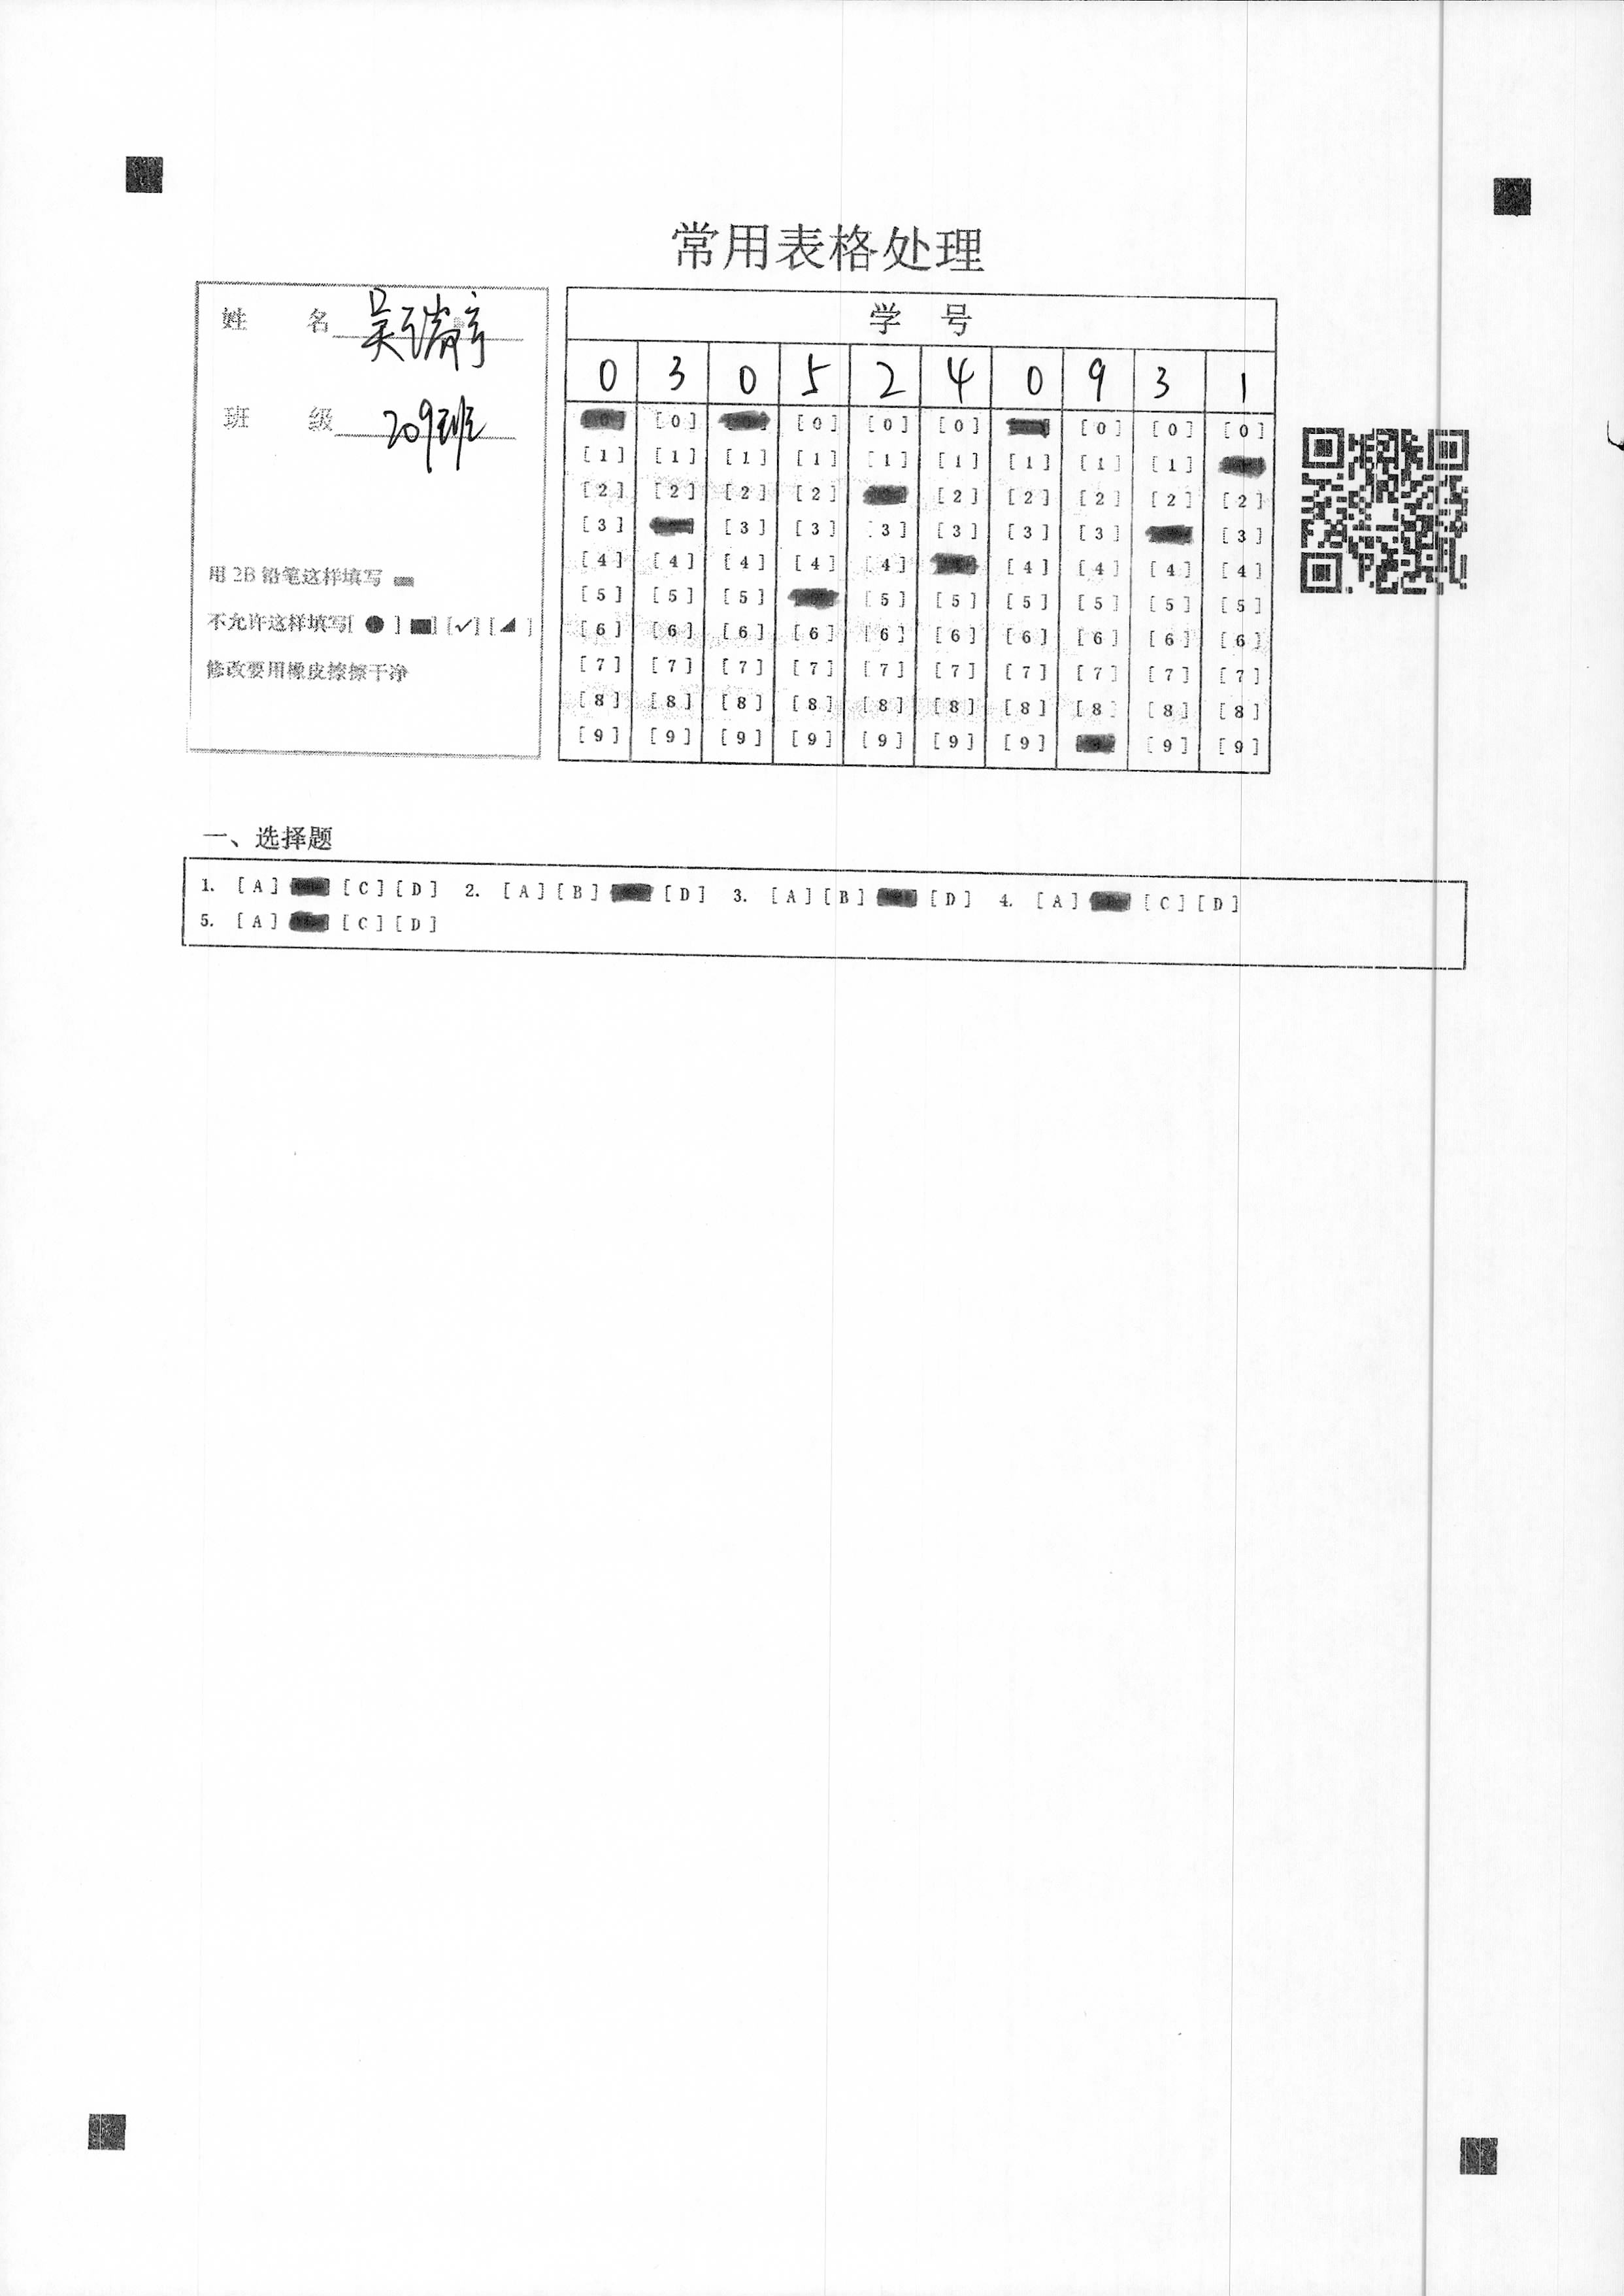 常用表格处理
姓 名 吴瑞亭
班 级 209班
用 2B 铅笔这样填写
不允许这样填写[ ● ] [■] [✓] [◢ ]
修改要用橡皮擦擦干净
学 号
0 3 0 5 2 4 0 9 3 1
[0] [0] [0] [0] [0] [0] [0]
[1] [1] [1] [1] [1] [1] [1] [1] [1]
[2] [2] [2] [2] [2] [2] [2] [2] [2]
[3] [3] [3] [3] [3] [3] [3] [3]
[4] [4] [4] [4] [4] [4] [4] [4] [4]
[5] [5] [5] [5] [5] [5] [5] [5] [5]
[6] [6] [6] [6] [6] [6] [6] [6] [6] [6]
[7] [7] [7] [7] [7] [7] [7] [7] [7] [7]
[8] [8] [8] [8] [8] [8] [8] [8] [8] [8]
[9] [9] [9] [9] [9] [9] [9] [9] [9]
一、选择题
1. [A] [C] [D] 2. [A] [B] [D] 3. [A] [B] [D] 4. [A] [C] [D]
5. [A] [C] [D]